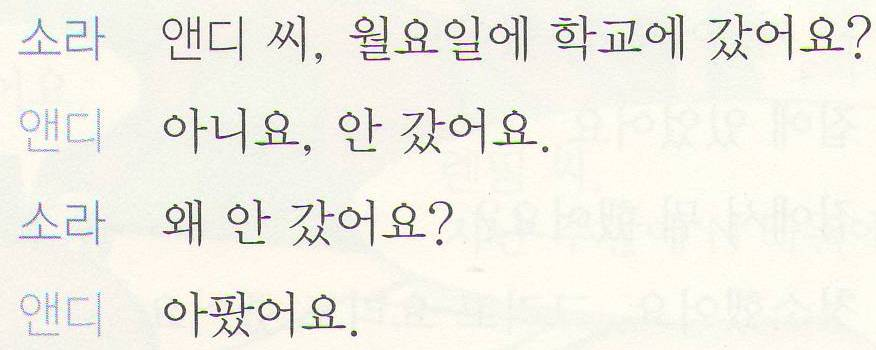 소라 앤디 씨, 월요일에 학교에 갔어요?
앤디 아니요, 안 갔어요.
소라 왜 안 갔어요?
앤디 아팠어요.